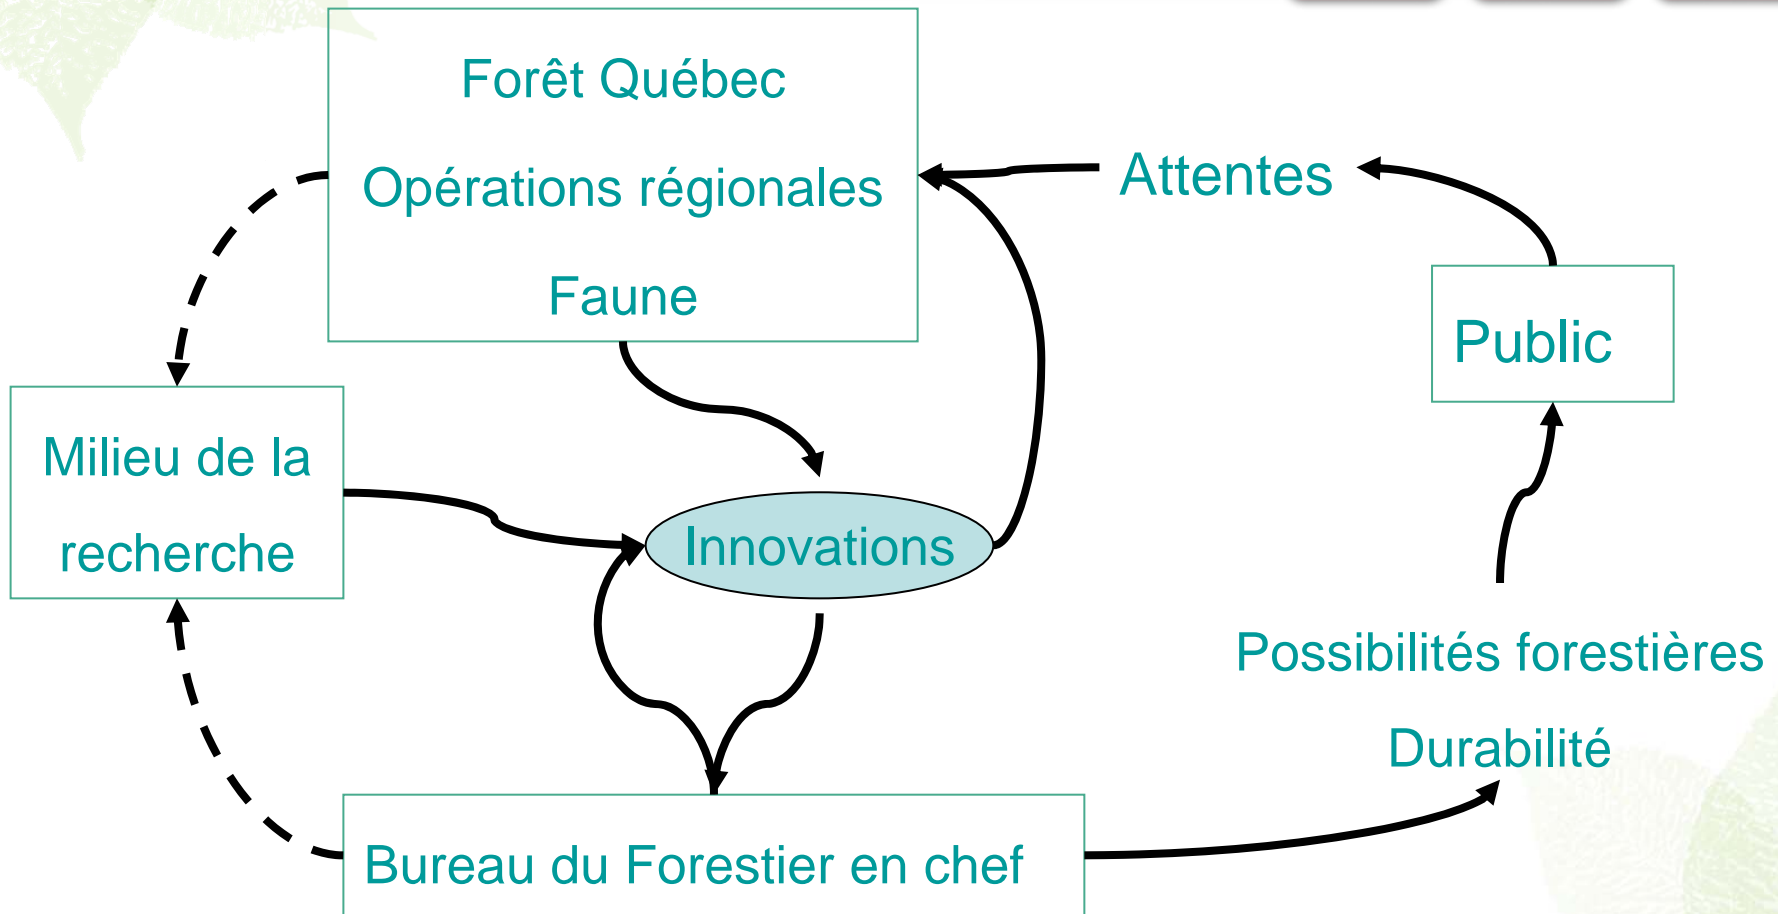 Forêt Québec
Opérations régionales
Faune
Attentes
Public
Milieu de la
recherche
Innovations
Possibilités forestières
Durabilité
Bureau du Forestier en chef